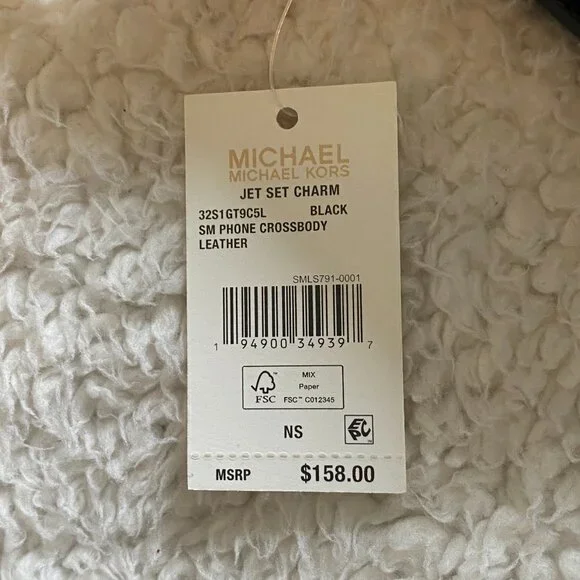 MICHAEL
MICHAEL KORS
JET SET CHARM
32S1GT9C5L BLACK
SM PHONE CROSSBODY
LEATHER
SMLS791-0001
1 94900 34939 7
FSC
MIX
Paper
FSC™ C012345
NS
EPC
MSRP $158.00